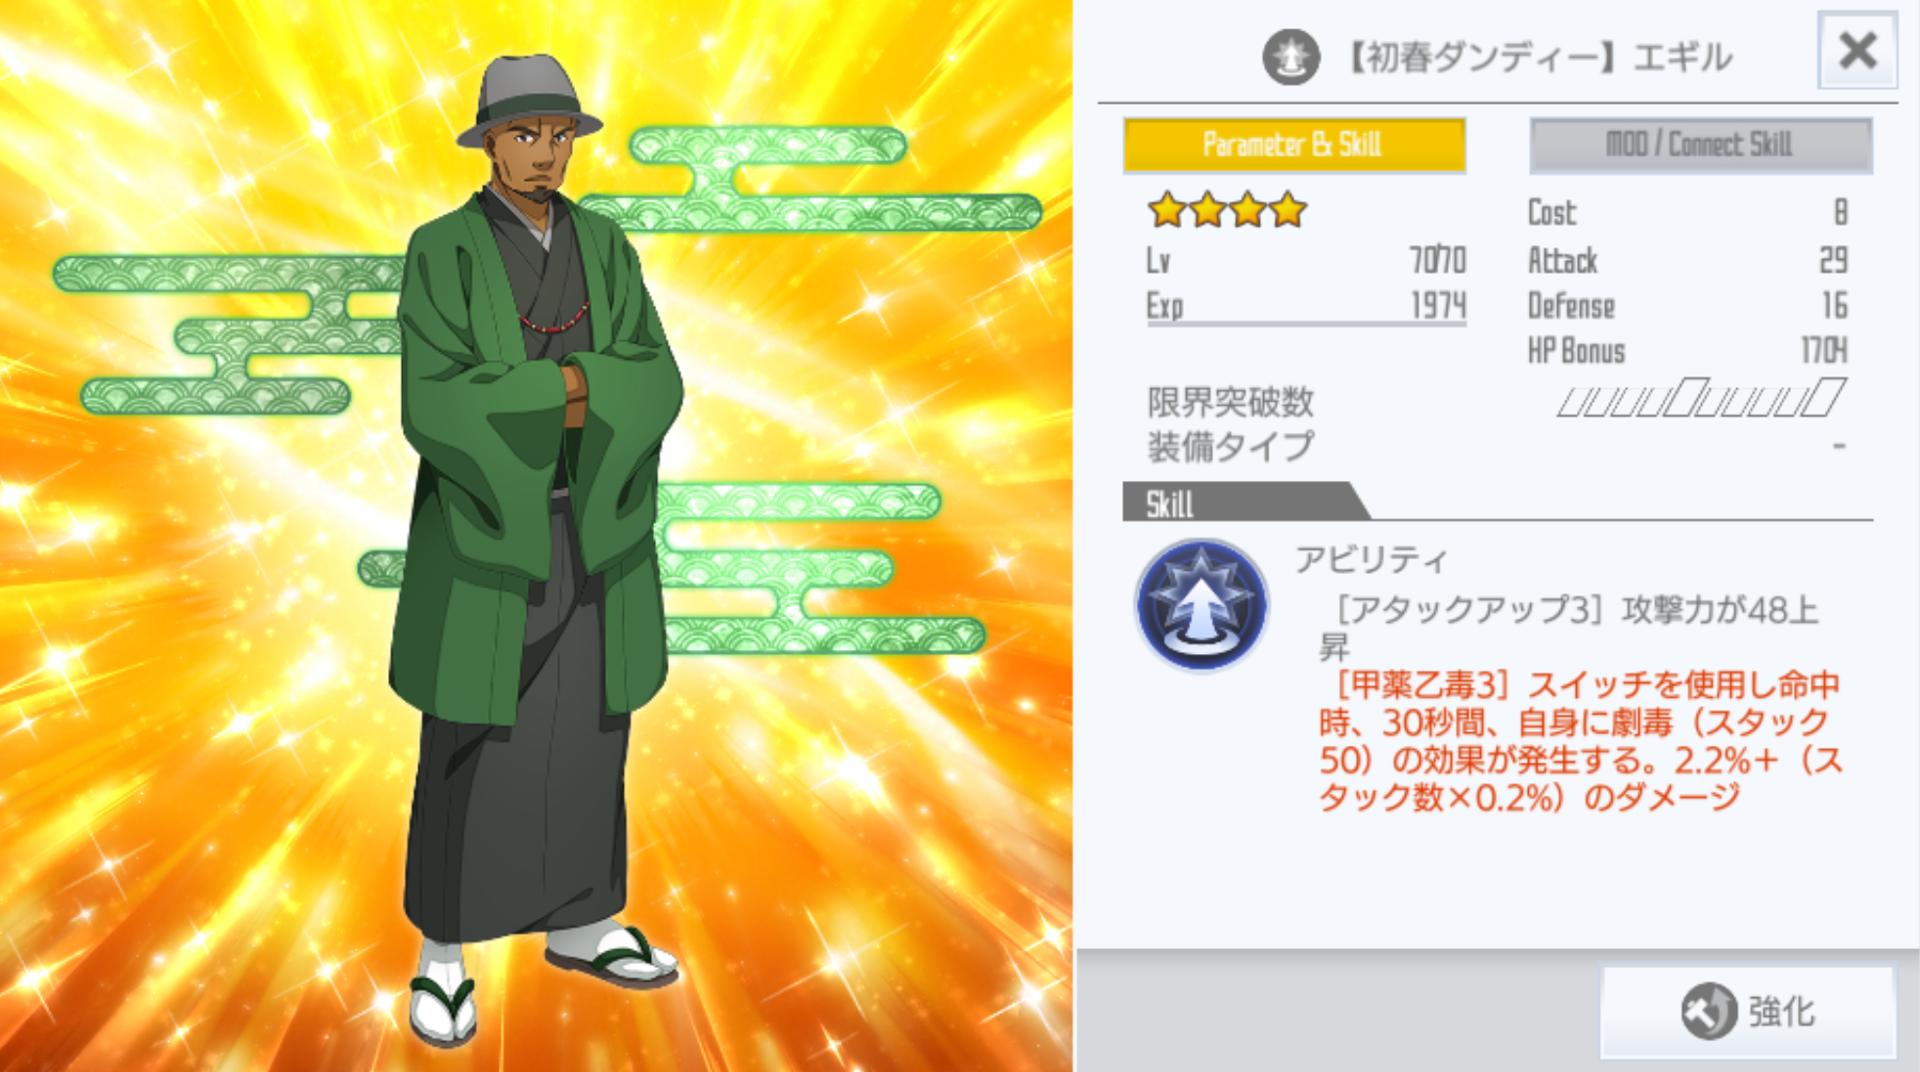 【初春ダンディー】エギル
Parameter & Skill
MOD / Connect Skill
Lv 70/70
Exp 1974
Cost 8
Attack 29
Defense 16
HP Bonus 1704
限界突破数
装備タイプ -
Skill
アビリティ
［アタックアップ3］攻撃力が48上
昇
［甲薬乙毒3］スイッチを使用し命中
時、30秒間、自身に劇毒（スタック
50）の効果が発生する。2.2%＋（ス
タック数×0.2%）のダメージ
強化